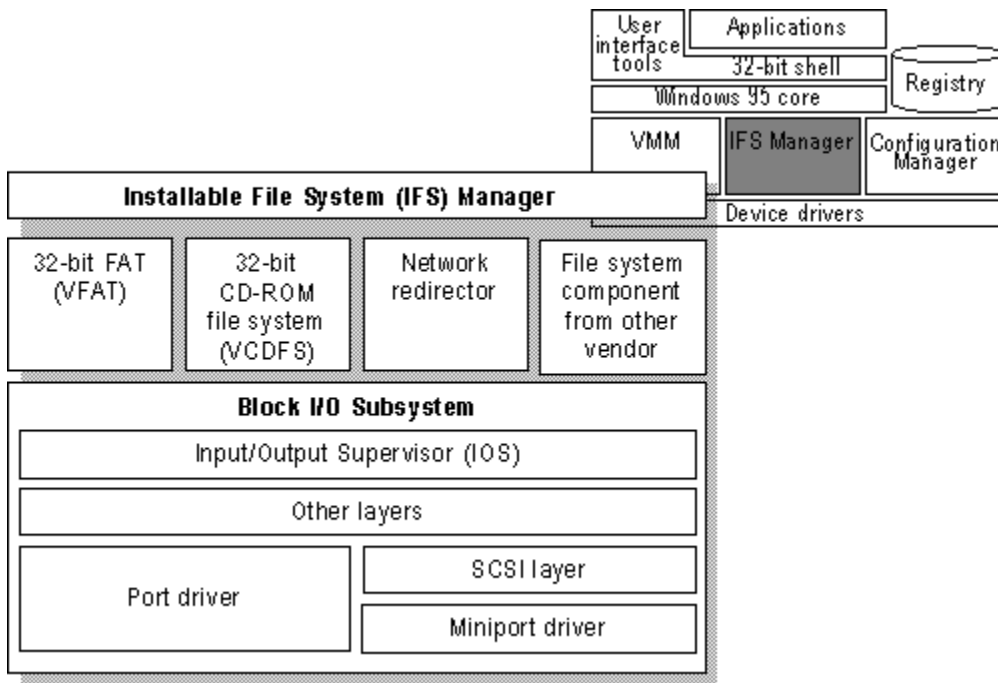 User
interface
tools
Applications
32-bit shell
Registry
Windows 95 core
VMM
IFS Manager
Configuration
Manager
Device drivers
Installable File System (IFS) Manager
32-bit FAT
(VFAT)
32-bit
CD-ROM
file system
(VCDFS)
Network
redirector
File system
component
from other
vendor
Block I/O Subsystem
Input/Output Supervisor (IOS)
Other layers
Port driver
SCSI layer
Miniport driver